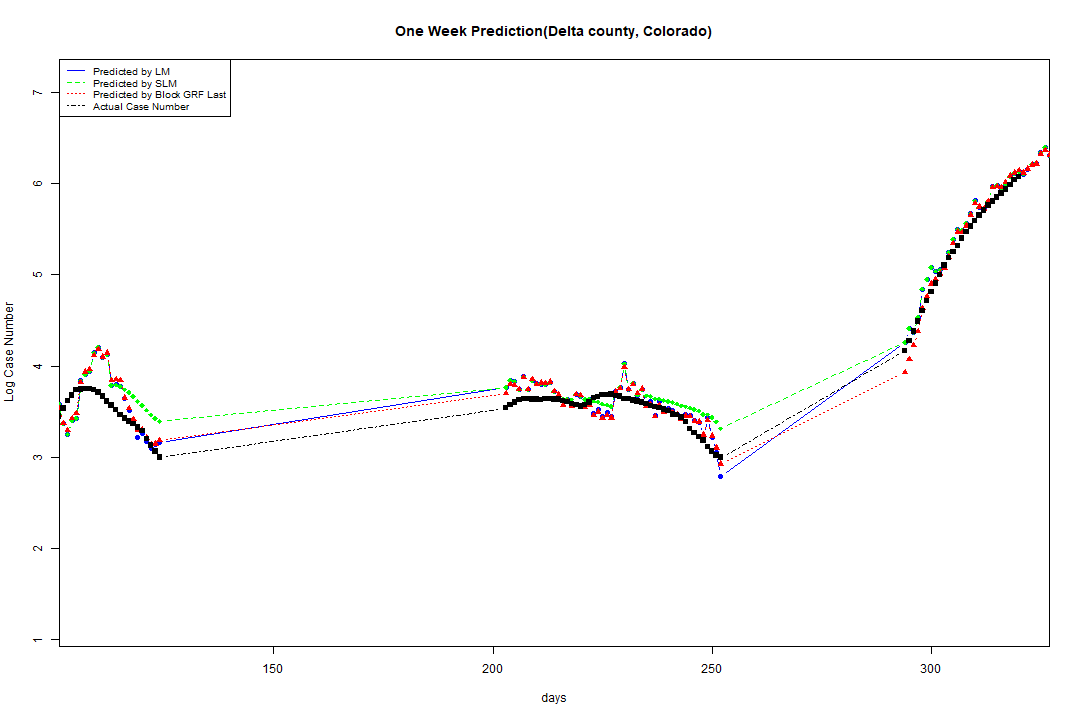 One Week Prediction(Delta county, Colorado)
Predicted by LM
Predicted by SLM
Predicted by Block GRF Last
Actual Case Number
7
6
5
4
3
2
1
Log Case Number
150 200 250 300
days